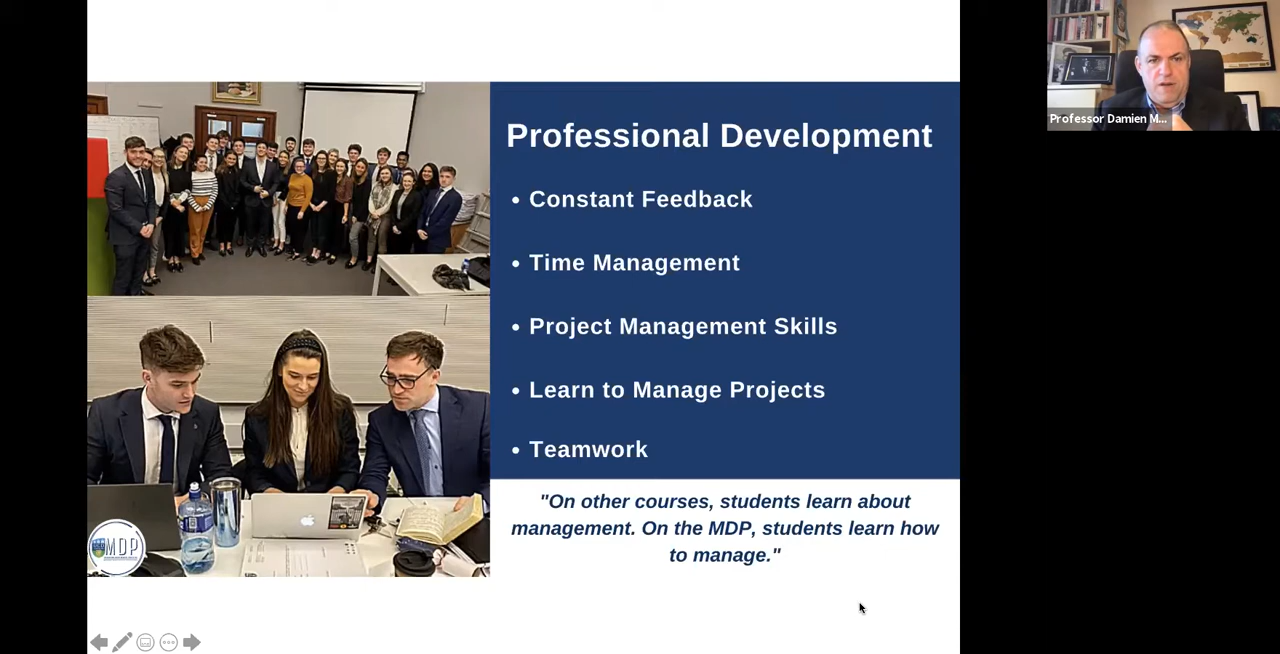 Professional Development
• Constant Feedback
• Time Management
• Project Management Skills
• Learn to Manage Projects
• Teamwork
"On other courses, students learn about
management. On the MDP, students learn how
to manage."
MDP
Professor Damien M...